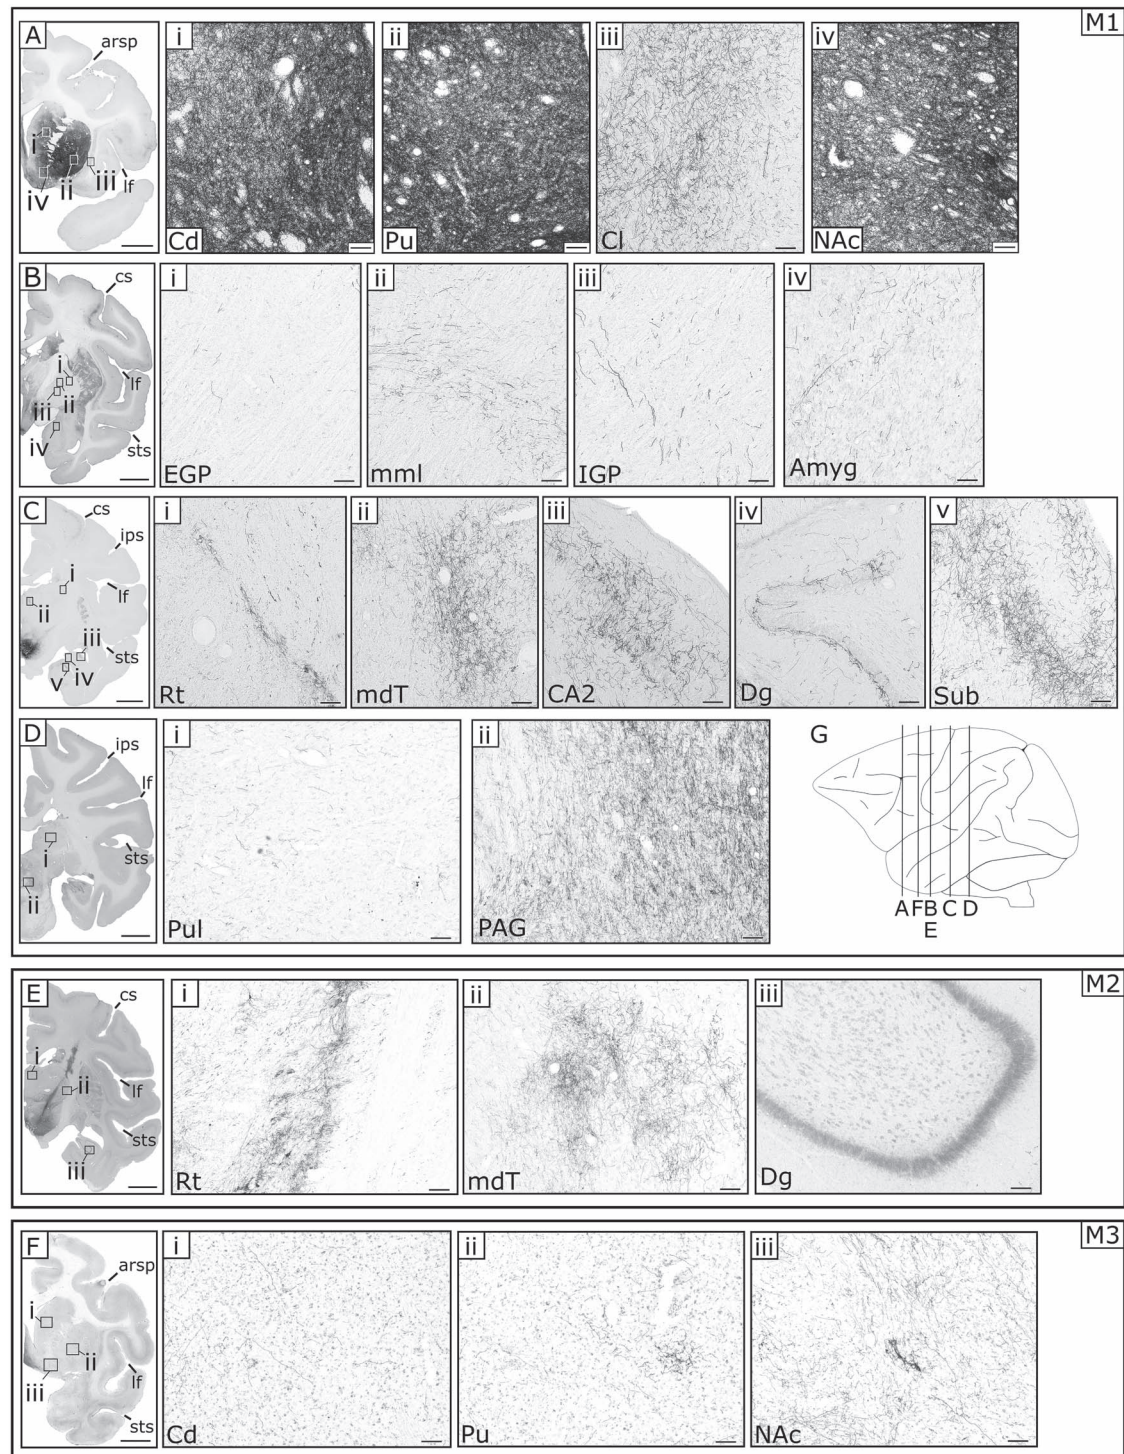 M1
A
arsp
i
iv
ii
iii
lf
i
Cd
ii
Pu
iii
Cl
iv
NAc
B
cs
i
lf
iii
ii
iv
sts
i
EGP
ii
mml
iii
IGP
iv
Amyg
C
cs
ips
i
lf
ii
iii
sts
v
iv
i
Rt
ii
mdT
iii
CA2
iv
Dg
v
Sub
D
ips
lf
i
sts
ii
i
Pul
ii
PAG
G
A F B C D
E
M2
E
cs
i
lf
ii
sts
iii
i
Rt
ii
mdT
iii
Dg
M3
F
arsp
i
ii
lf
iii
sts
i
Cd
ii
Pu
iii
NAc